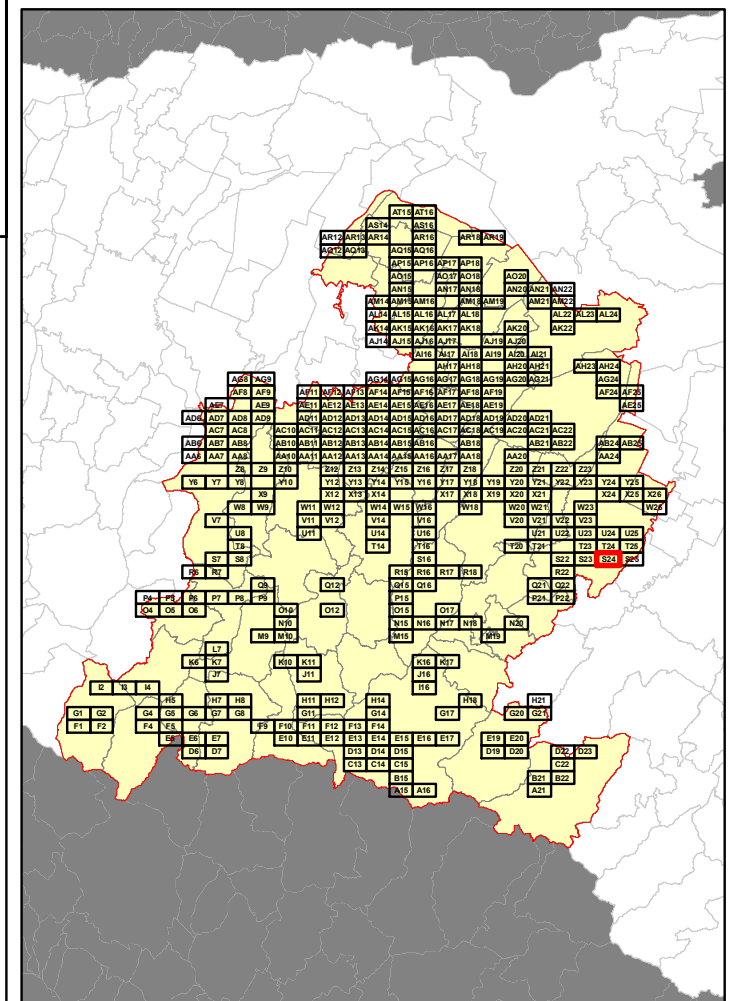 AT15 AT16
AS14 AS16
AR12 AR13 AR14 AR16 AR18 AR19
AQ12 AQ13 AQ15 AQ16
AP15 AP16 AP17 AP18
AO15 AO17 AO18 AO20
AN15 AN17 AN18 AN20 AN21 AN22
AM14 AM15 AM16 AM18 AM19 AM21 AM22
AL14 AL15 AL16 AL17 AL18 AL22 AL23 AL24
AK14 AK15 AK16 AK17 AK18 AK20 AK22
AJ14 AJ15 AJ16 AJ17 AJ19 AJ20
AI16 AI17 AI18 AI19 AI20 AI21
AH17 AH18 AH20 AH21 AH23 AH24
AG8 AG9 AG14 AG15 AG16 AG17 AG18 AG19 AG20 AG21 AG24
AF8 AF9 AF11 AF12 AF13 AF14 AF15 AF16 AF17 AF18 AF19 AF24 AF25
AE7 AE9 AE11 AE12 AE13 AE14 AE15 AE16 AE17 AE18 AE19 AE25
AD6 AD7 AD8 AD9 AD11 AD12 AD13 AD14 AD15 AD16 AD17 AD18 AD19 AD20 AD21
AC7 AC8 AC10 AC11 AC12 AC13 AC14 AC15 AC16 AC17 AC18 AC19 AC20 AC21 AC22
AB6 AB7 AB8 AB10 AB11 AB12 AB13 AB14 AB15 AB16 AB18 AB21 AB22 AB24 AB25
AA6 AA7 AA8 AA10 AA11 AA12 AA13 AA14 AA15 AA16 AA17 AA18 AA20 AA24
Z8 Z9 Z10 Z12 Z13 Z14 Z15 Z16 Z17 Z18 Z20 Z21 Z22 Z23
Y6 Y7 Y8 Y10 Y12 Y13 Y14 Y15 Y16 Y17 Y18 Y19 Y20 Y21 Y22 Y23 Y24 Y25
X9 X12 X13 X14 X17 X18 X19 X20 X21 X24 X25 X26
W8 W9 W11 W12 W14 W15 W16 W18 W20 W21 W23 W26
V7 V11 V12 V14 V16 V20 V21 V22 V23
U8 U11 U14 U16 U21 U22 U23 U24 U25
T8 T14 T16 T20 T21 T23 T24 T25
S7 S8 S16 S22 S23 S24 S25
R6 R7 R15 R16 R17 R18 R22
Q9 Q12 Q15 Q16 Q21 Q22
P4 P5 P6 P7 P8 P9 P15 P21 P22
O4 O5 O6 O10 O12 O15 O17
N10 N15 N16 N17 N18 N20
M9 M10 M15 M19
L7
K6 K7 K10 K11 K16 K17
J7 J11 J16
I2 I3 I4 I16
H5 H7 H8 H11 H12 H14 H18 H21
G1 G2 G4 G5 G6 G7 G8 G11 G14 G17 G20 G21
F1 F2 F4 F5 F9 F10 F11 F12 F13 F14
E5 E6 E7 E10 E11 E12 E13 E14 E15 E16 E17 E19 E20
D6 D7 D13 D14 D15 D19 D20 D22 D23
C13 C14 C15 C22
B15 B21 B22
A15 A16 A21